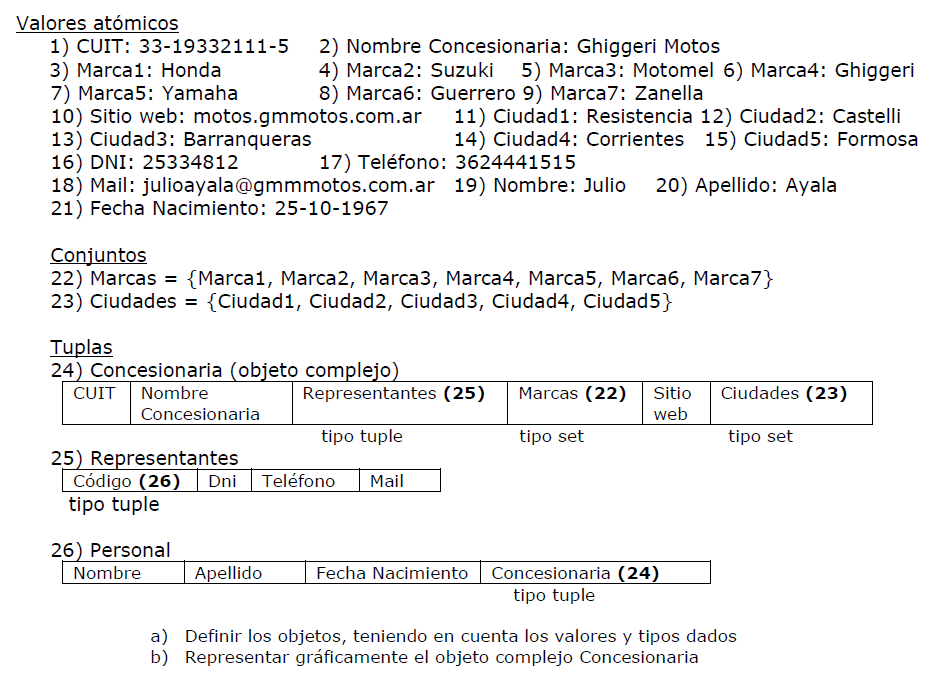 Valores atómicos
1) CUIT: 33-19332111-5 2) Nombre Concesionaria: Ghiggeri Motos
3) Marca1: Honda 4) Marca2: Suzuki 5) Marca3: Motomel 6) Marca4: Ghiggeri
7) Marca5: Yamaha 8) Marca6: Guerrero 9) Marca7: Zanella
10) Sitio web: motos.gmmotos.com.ar 11) Ciudad1: Resistencia 12) Ciudad2: Castelli
13) Ciudad3: Barranqueras 14) Ciudad4: Corrientes 15) Ciudad5: Formosa
16) DNI: 25334812 17) Teléfono: 3624441515
18) Mail: julioayala@gmmmotos.com.ar 19) Nombre: Julio 20) Apellido: Ayala
21) Fecha Nacimiento: 25-10-1967
Conjuntos
22) Marcas = {Marca1, Marca2, Marca3, Marca4, Marca5, Marca6, Marca7}
23) Ciudades = {Ciudad1, Ciudad2, Ciudad3, Ciudad4, Ciudad5}
Tuplas
24) Concesionaria (objeto complejo)
CUIT Nombre Representantes (25) Marcas (22) Sitio Ciudades (23)
Concesionaria web
tipo tuple tipo set tipo set
25) Representantes
Código (26) Dni Teléfono Mail
tipo tuple
26) Personal
Nombre Apellido Fecha Nacimiento Concesionaria (24)
tipo tuple
a) Definir los objetos, teniendo en cuenta los valores y tipos dados
b) Representar gráficamente el objeto complejo Concesionaria